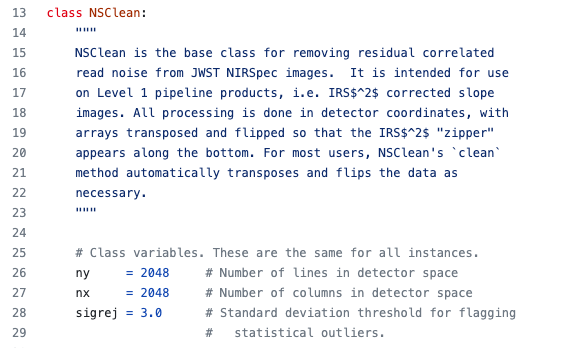 13 class NSClean:
14     """
15     NSClean is the base class for removing residual correlated
16     read noise from JWST NIRSpec images.  It is intended for use
17     on Level 1 pipeline products, i.e. IRS$^2$ corrected slope
18     images. All processing is done in detector coordinates, with
19     arrays transposed and flipped so that the IRS$^2$ "zipper"
20     appears along the bottom. For most users, NSClean's `clean`
21     method automatically transposes and flips the data as
22     necessary.
23     """
24
25     # Class variables. These are the same for all instances.
26     ny     = 2048     # Number of lines in detector space
27     nx     = 2048     # Number of columns in detector space
28     sigrej = 3.0      # Standard deviation threshold for flagging
29                       #   statistical outliers.